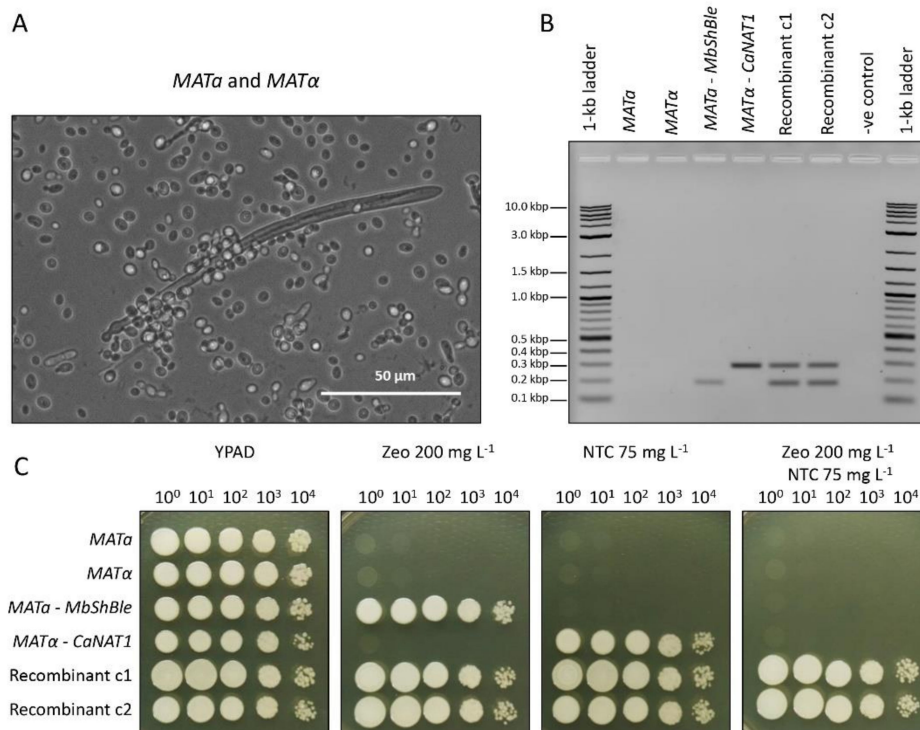 A
MATa and MATα
50 µm
B
1-kb ladder
MATa
MATα
MATa - MbShBle
MATα - CaNAT1
Recombinant c1
Recombinant c2
-ve control
1-kb ladder
10.0 kbp
3.0 kbp
1.5 kbp
1.0 kbp
0.5 kbp
0.4 kbp
0.3 kbp
0.2 kbp
0.1 kbp
C
YPAD
Zeo 200 mg L⁻¹
NTC 75 mg L⁻¹
Zeo 200 mg L⁻¹
NTC 75 mg L⁻¹
10⁰ 10¹ 10² 10³ 10⁴
10⁰ 10¹ 10² 10³ 10⁴
10⁰ 10¹ 10² 10³ 10⁴
10⁰ 10¹ 10² 10³ 10⁴
MATa
MATα
MATa - MbShBle
MATα - CaNAT1
Recombinant c1
Recombinant c2